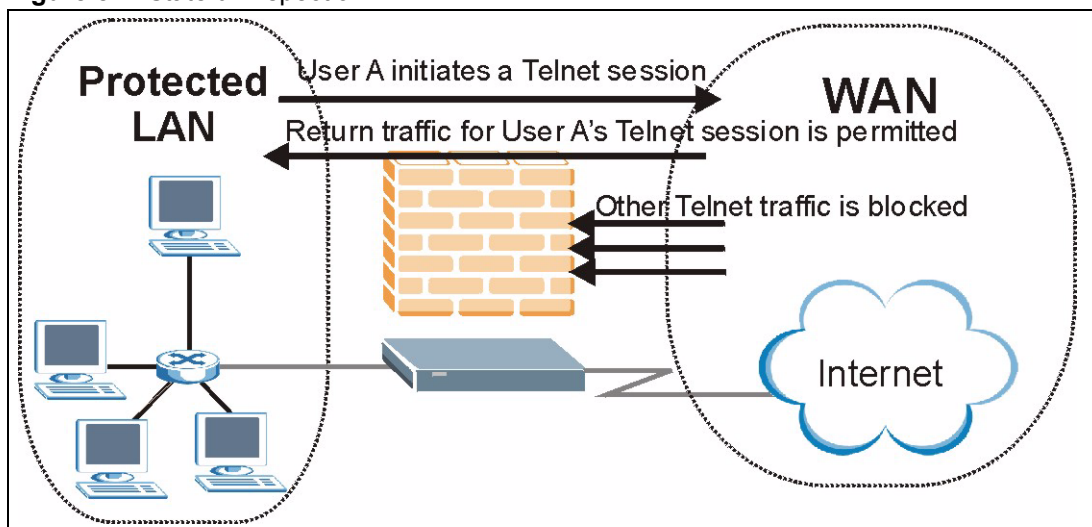 User A initiates a Telnet session
Protected
LAN
WAN
Return traffic for User A's Telnet session is permitted
Other Telnet traffic is blocked
Internet